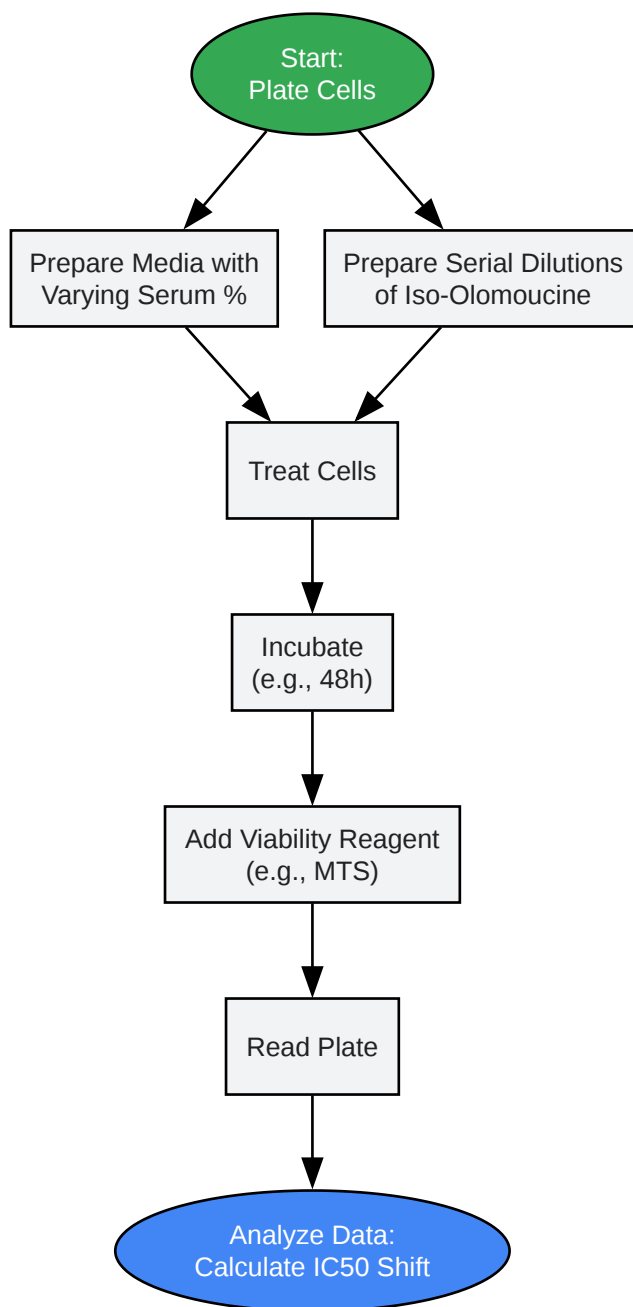 Start:
Plate Cells
Prepare Media with
Varying Serum %
Prepare Serial Dilutions
of Iso-Olomoucine
Treat Cells
Incubate
(e.g., 48h)
Add Viability Reagent
(e.g., MTS)
Read Plate
Analyze Data:
Calculate IC50 Shift